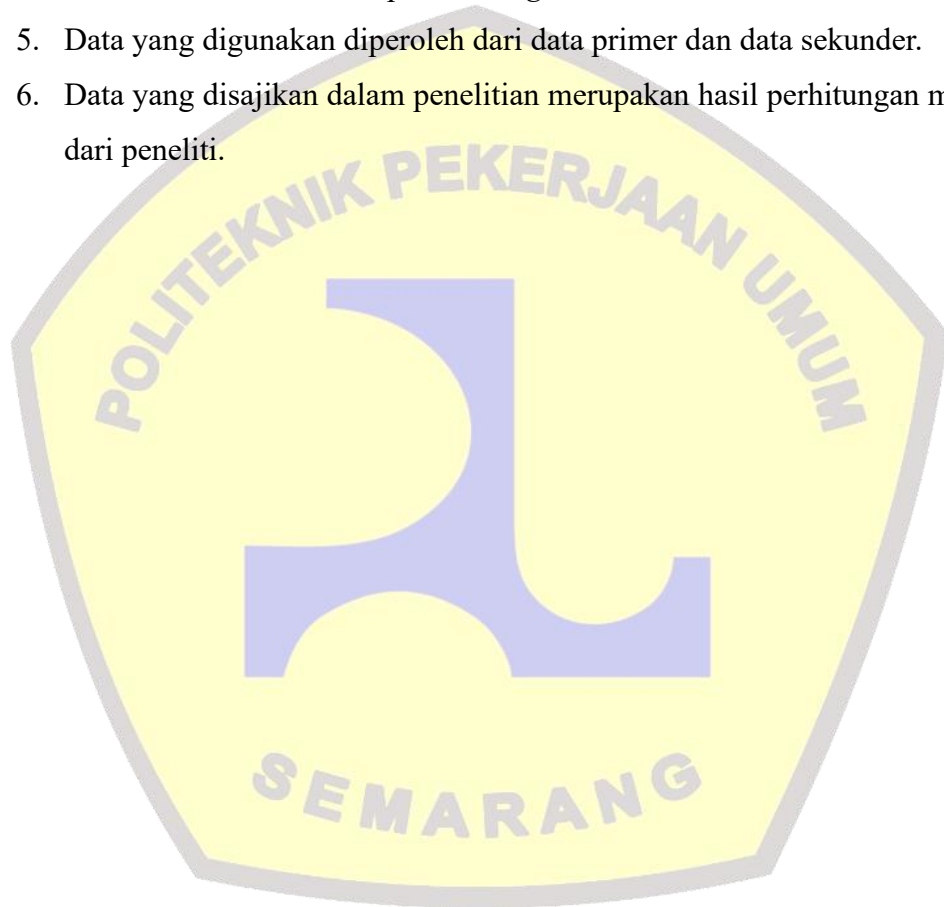 5. Data yang digunakan diperoleh dari data primer dan data sekunder.
6. Data yang disajikan dalam penelitian merupakan hasil perhitungan
dari peneliti.
POLITEKNIK PEKERJAAN UMUM
SEMARANG